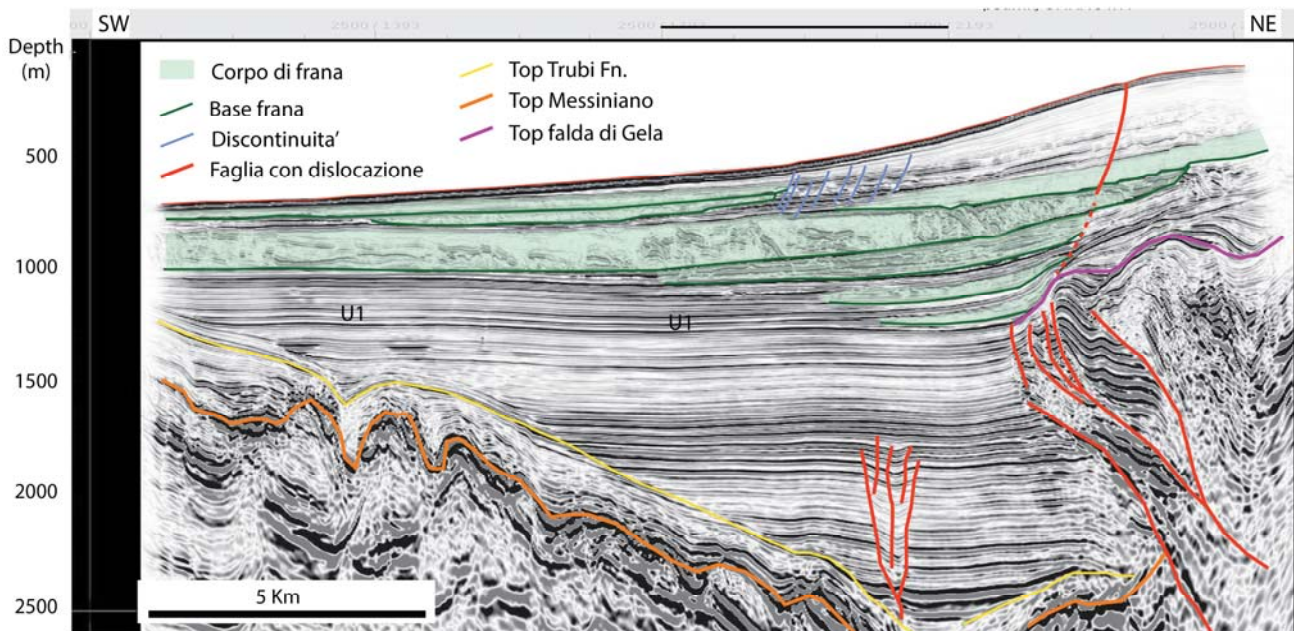 SW
NE
Depth
(m)
Corpo di frana
Base frana
Discontinuita'
Faglia con dislocazione
Top Trubi Fn.
Top Messiniano
Top falda di Gela
500
1000
1500
2000
2500
U1
U1
5 Km